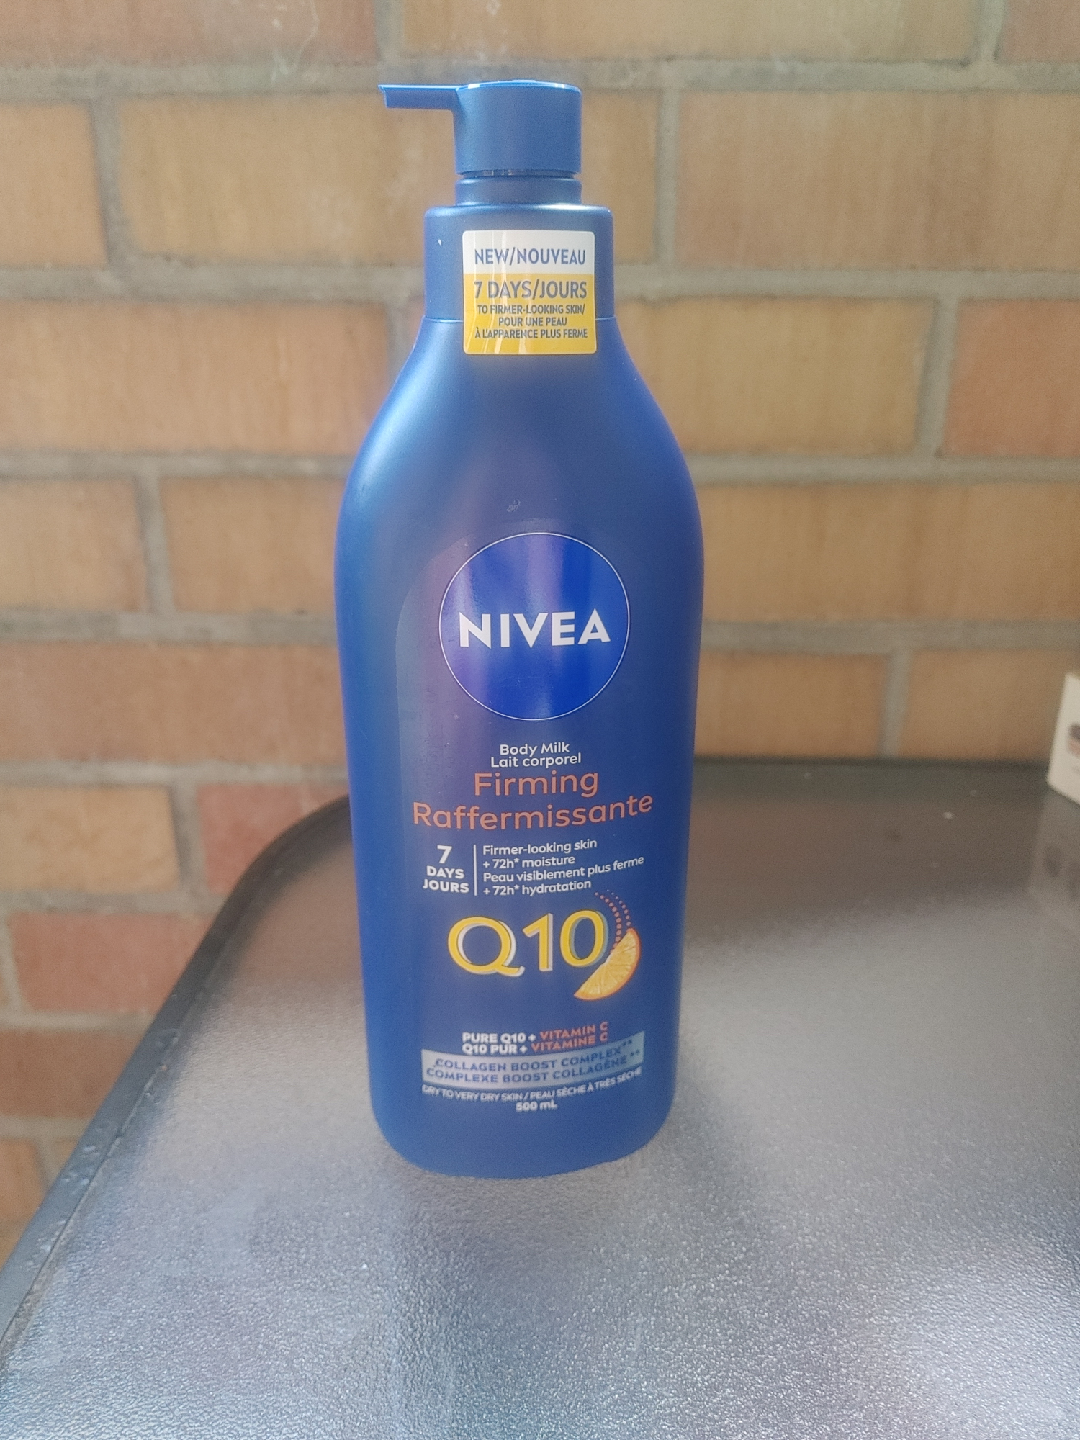 NEW/NOUVEAU
7 DAYS/JOURS
TO FIRMER-LOOKING SKIN/
POUR UNE PEAU
À L'APPARENCE PLUS FERME
NIVEA
Body Milk
Lait corporel
Firming
Raffermissante
7
DAYS
JOURS
Firmer-looking skin
+ 72h* moisture
Peau visiblement plus ferme
+ 72h* hydratation
Q10
PURE Q10 + VITAMIN C
Q10 PUR + VITAMINE C
COLLAGEN BOOST COMPLEX**
COMPLEXE BOOST COLLAGÈNE**
DRY TO VERY DRY SKIN / PEAU SÈCHE À TRÈS SÈCHE
500 mL